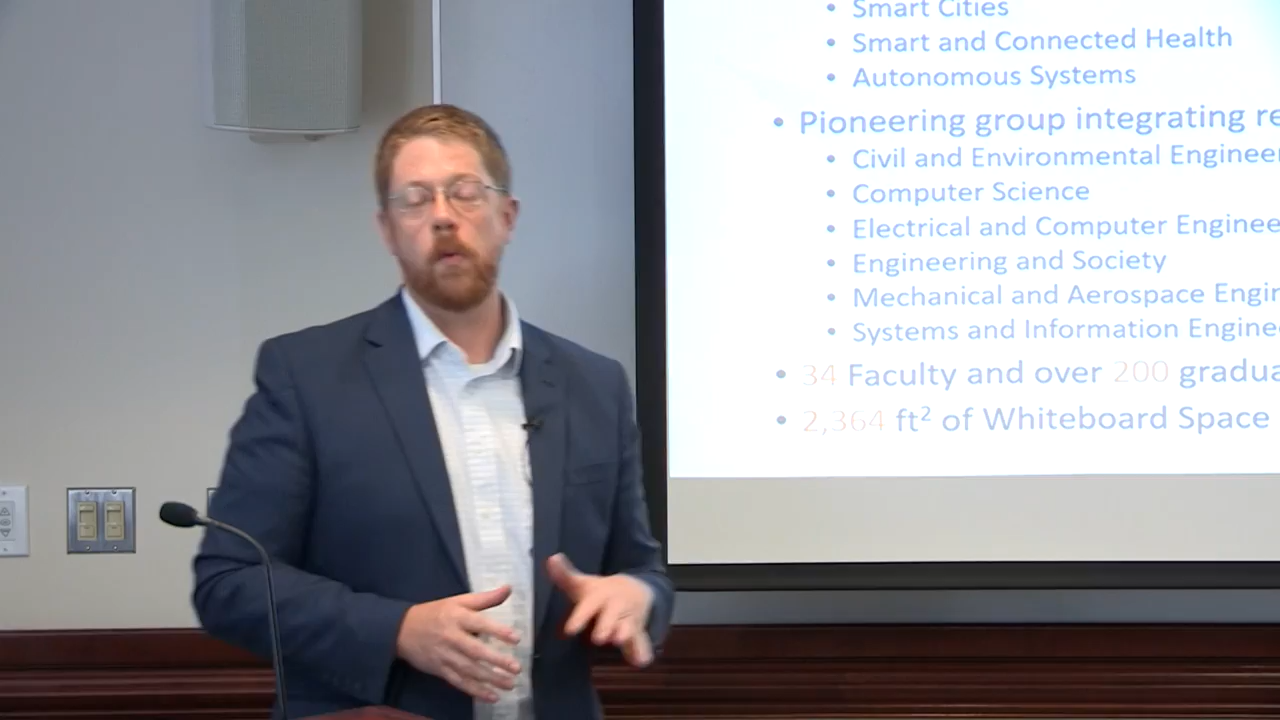 Smart Cities
Smart and Connected Health
Autonomous Systems
Pioneering group integrating
Civil and Environmental
Computer Science
Electrical and Computer
Engineering and Society
Mechanical and Aerospace
Systems and Information
34 Faculty and over 200
2,364 ft² of Whiteboard Space